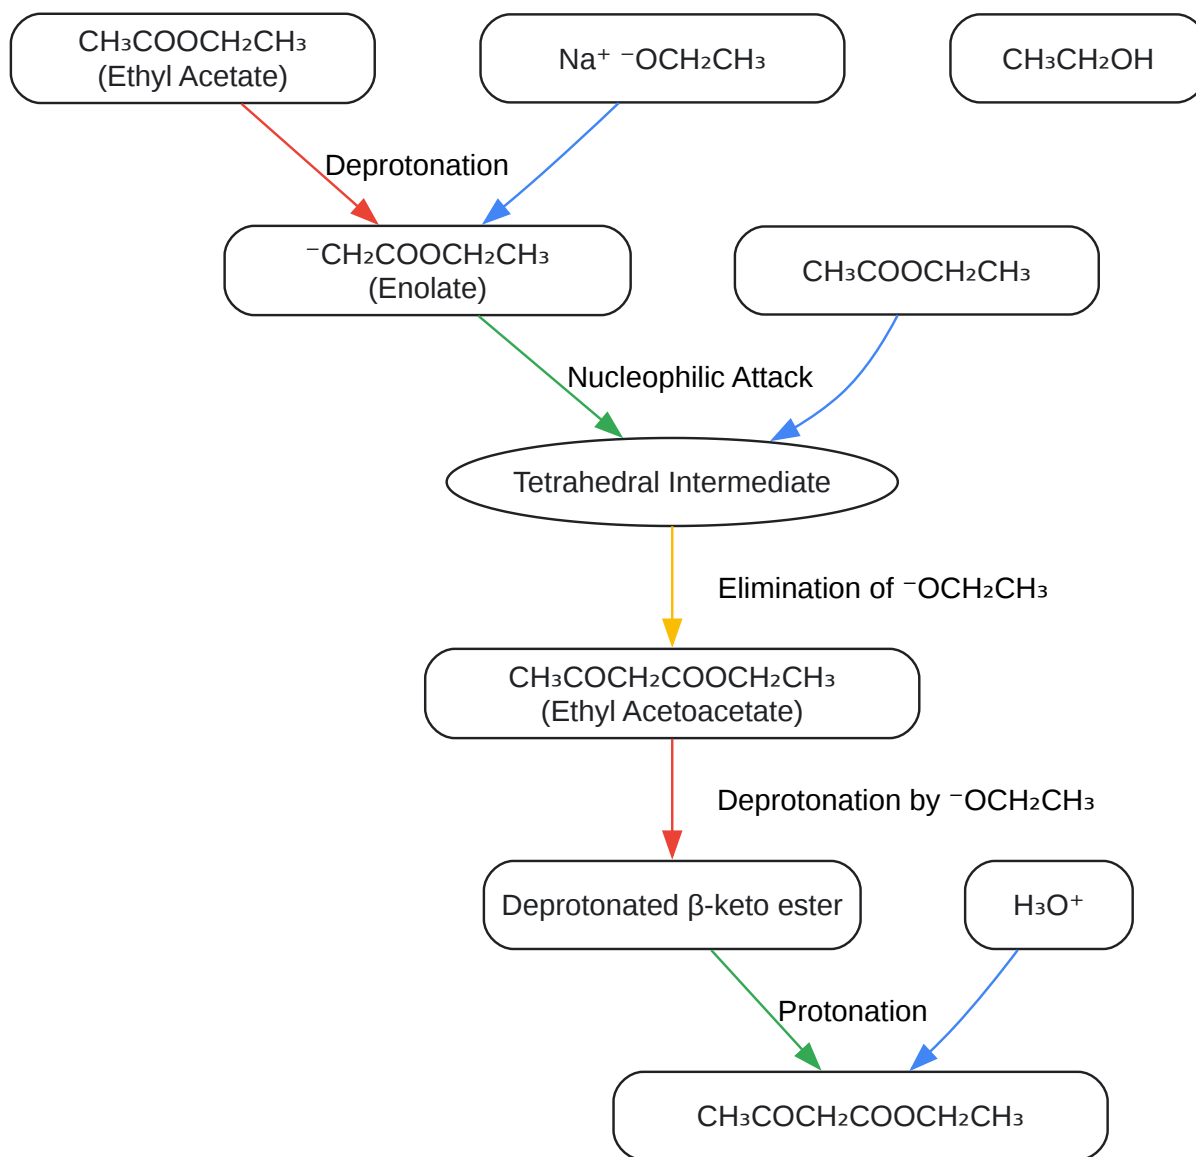 CH₃COOCH₂CH₃
(Ethyl Acetate)
Na⁺ ⁻OCH₂CH₃
CH₃CH₂OH
Deprotonation
⁻CH₂COOCH₂CH₃
(Enolate)
CH₃COOCH₂CH₃
Nucleophilic Attack
Tetrahedral Intermediate
Elimination of ⁻OCH₂CH₃
CH₃COCH₂COOCH₂CH₃
(Ethyl Acetoacetate)
Deprotonation by ⁻OCH₂CH₃
Deprotonated β-keto ester
H₃O⁺
Protonation
CH₃COCH₂COOCH₂CH₃